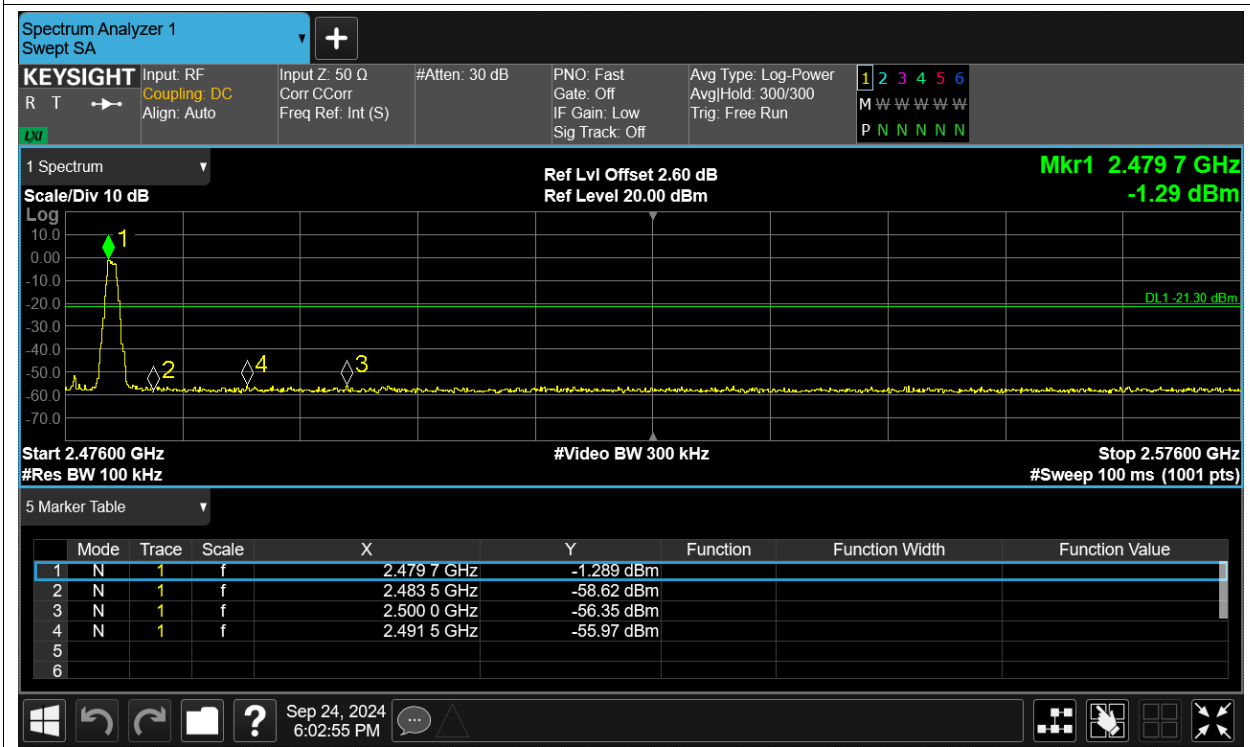 Spectrum Analyzer 1
Swept SA
+
KEYSIGHT Input: RF Input Z: 50 Ω #Atten: 30 dB PNO: Fast Avg Type: Log-Power 1 2 3 4 5 6
R T Coupling: DC Corr CCorr Gate: Off Avg|Hold: 300/300 M W W W W W W
Align: Auto Freq Ref: Int (S) IF Gain: Low Trig: Free Run
LXI Sig Track: Off P N N N N N N
1 Spectrum Ref Lvl Offset 2.60 dB Mkr1 2.479 7 GHz
Scale/Div 10 dB Ref Level 20.00 dBm -1.29 dBm
Log
10.0 1
0.00
-10.0
-20.0 DL1 -21.30 dBm
-30.0
-40.0
-50.0 2 4 3
-60.0
-70.0
Start 2.47600 GHz #Video BW 300 kHz Stop 2.57600 GHz
#Res BW 100 kHz #Sweep 100 ms (1001 pts)
5 Marker Table
Mode Trace Scale X Y Function Function Width Function Value
1 N 1 f 2.479 7 GHz -1.289 dBm
2 N 1 f 2.483 5 GHz -58.62 dBm
3 N 1 f 2.500 0 GHz -56.35 dBm
4 N 1 f 2.491 5 GHz -55.97 dBm
5
6
? Sep 24, 2024
6:02:55 PM